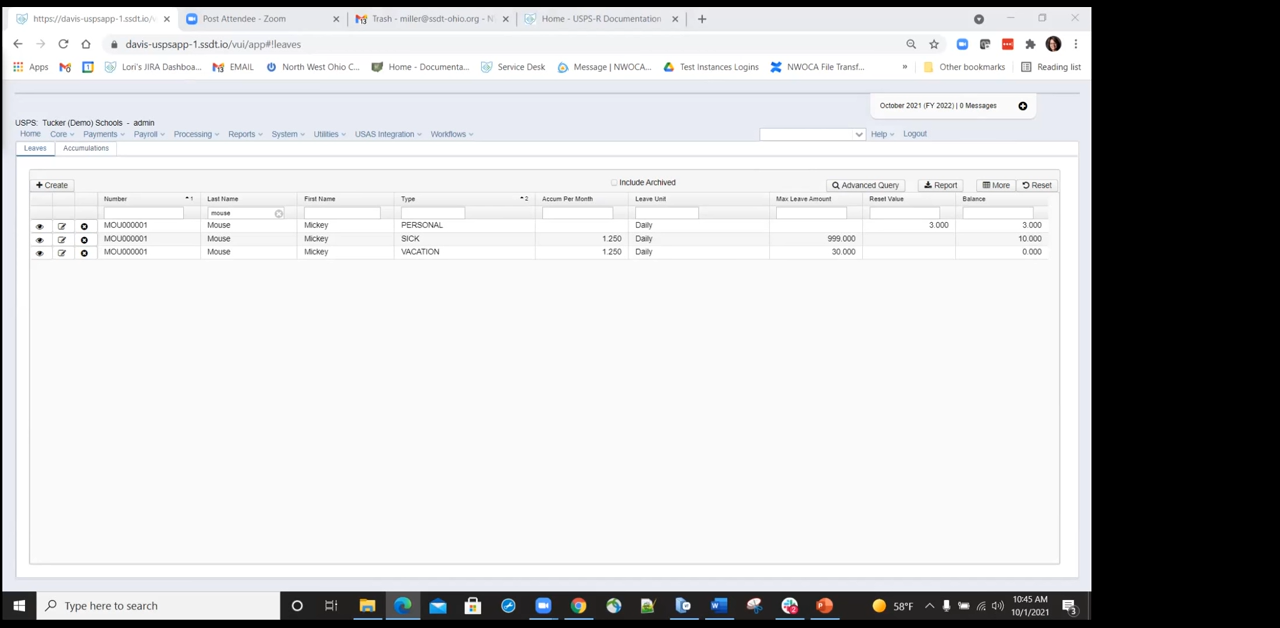 https://davis-uspsapp-1.ssdt.io/v
Post Attendee - Zoom
Trash - miller@ssdt-ohio.org - N
Home - USPS-R Documentation
davis-uspsapp-1.ssdt.io/vui/app#!leaves
Apps
Lori's JIRA Dashboa...
EMAIL
North West Ohio C...
Home - Documenta...
Service Desk
Message | NWOCA...
Test Instances Logins
NWOCA File Transf...
»
Other bookmarks
Reading list
October 2021 (FY 2022) | 0 Messages
USPS: Tucker (Demo) Schools - admin
Home Core Payments Payroll Processing Reports System Utilities USAS Integration Workflows Help Logout
Leaves Accumulations
+ Create Include Archived Advanced Query Report More Reset
Number 1 Last Name First Name Type 2 Accum Per Month Leave Unit Max Leave Amount Reset Value Balance
mouse
MOU000001 Mouse Mickey PERSONAL Daily 3.000 3.000
MOU000001 Mouse Mickey SICK 1.250 Daily 999.000 10.000
MOU000001 Mouse Mickey VACATION 1.250 Daily 30.000 0.000
Type here to search
58°F
10:45 AM
10/1/2021
3